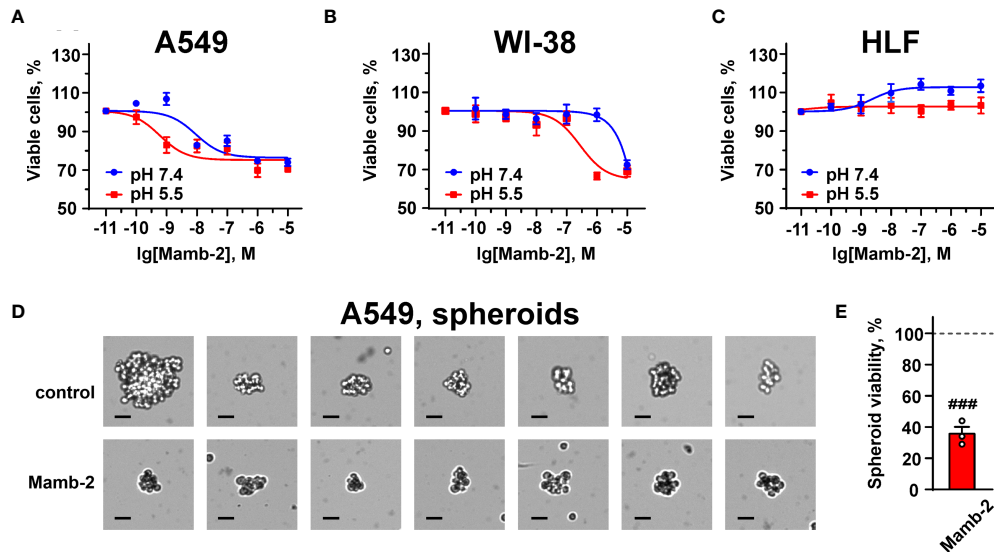 A
A549
Viable cells, %
130
110
90
70
50
pH 7.4
pH 5.5
-11 -10 -9 -8 -7 -6 -5
lg[Mamb-2], M
B
WI-38
Viable cells, %
130
110
90
70
50
pH 7.4
pH 5.5
-11 -10 -9 -8 -7 -6 -5
lg[Mamb-2], M
C
HLF
Viable cells, %
130
110
90
70
50
pH 7.4
pH 5.5
-11 -10 -9 -8 -7 -6 -5
lg[Mamb-2], M
D
A549, spheroids
control
Mamb-2
E
Spheroid viability, %
100
80
60
40
20
0
###
Mamb-2